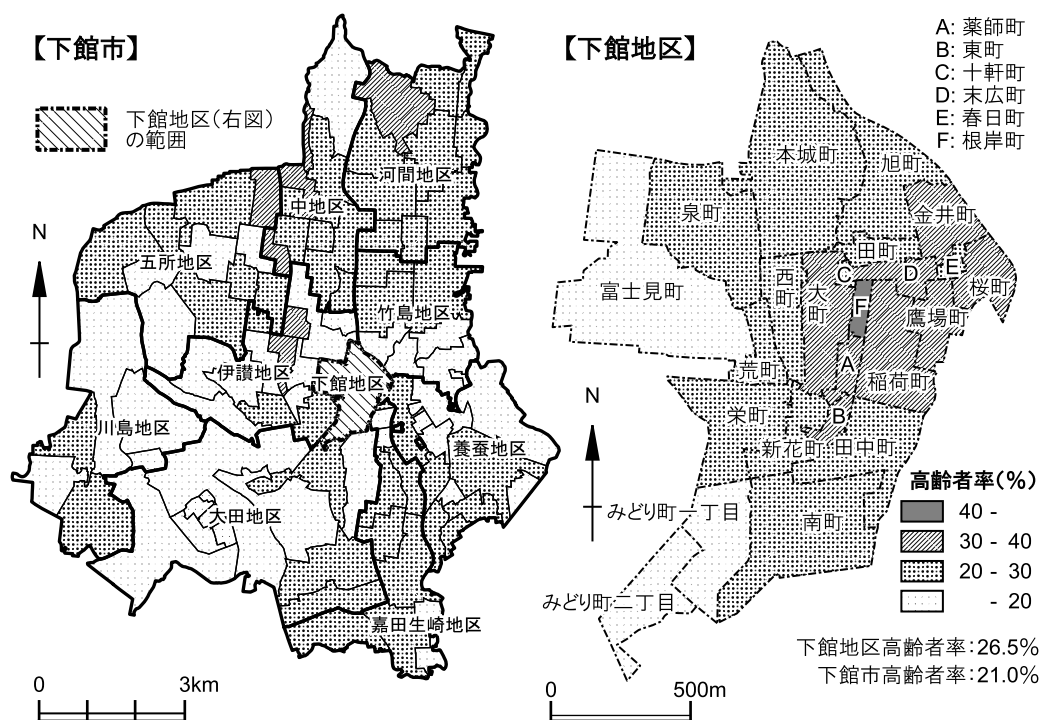 【下館市】
下館地区(右図)
の範囲
N
河間地区
中地区
五所地区
竹島地区
伊讃地区
下館地区
川島地区
養蚕地区
大田地区
嘉田生崎地区
0
3km
【下館地区】
A: 薬師町
B: 東町
C: 十軒町
D: 末広町
E: 春日町
F: 根岸町
本城町
旭町
泉町
金井町
田町
西町
大町
C
D
E
桜町
富士見町
F
鷹場町
荒町
A
稲荷町
N
栄町
B
新花町
田中町
みどり町一丁目
南町
みどり町二丁目
高齢者率(%)
40 -
30 - 40
20 - 30
- 20
下館地区高齢者率:26.5%
下館市高齢者率:21.0%
0
500m